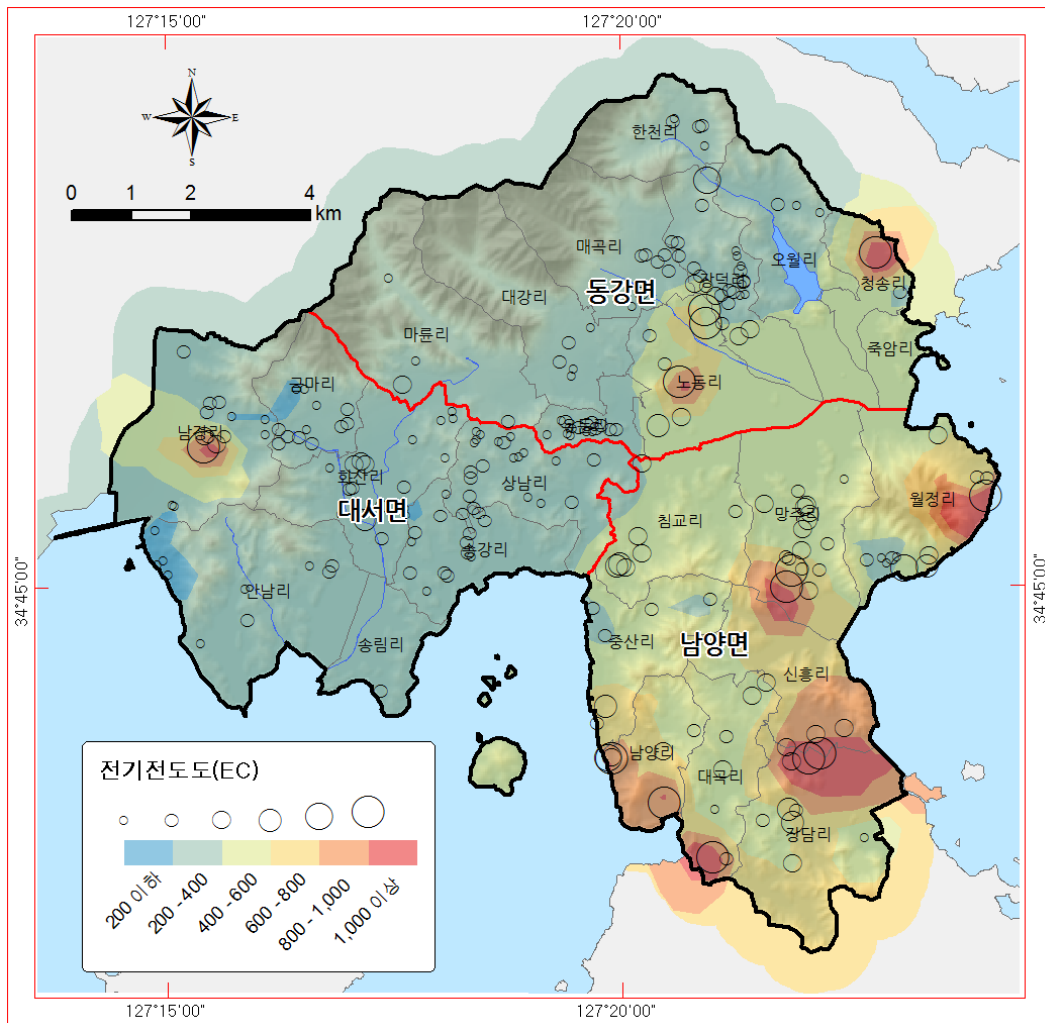 127°15'00"
127°20'00"
N
W
E
S
0
1
2
4
km
한천리
매곡리
오월리
장덕리
청송리
동강면
대강리
마륜리
죽암리
노동리
금마리
남정리
화산리
상남리
대서면
월정리
침교리
망주리
송강리
안남리
34°45'00"
34°45'00"
송림리
중산리
남양면
신흥리
남양리
대곡리
장담리
전기전도도(EC)
200 이하
200 - 400
400 - 600
600 - 800
800 - 1,000
1,000 이상
127°15'00"
127°20'00"